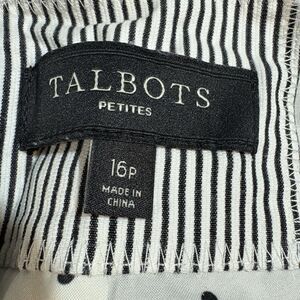 TALBOTS
PETITES
16P
MADE IN
CHINA